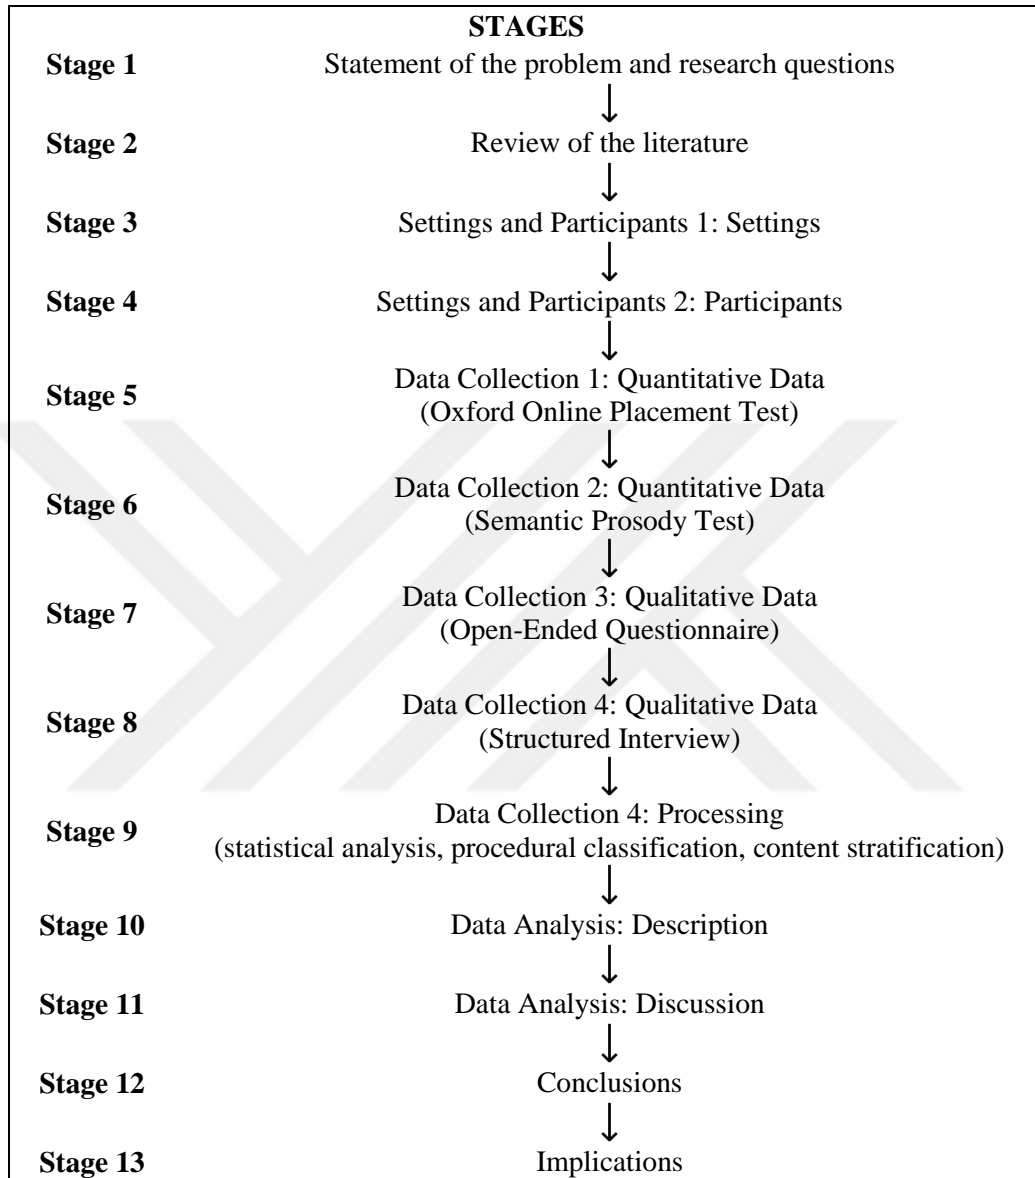 STAGES
Stage 1 Statement of the problem and research questions
Stage 2 Review of the literature
Stage 3 Settings and Participants 1: Settings
Stage 4 Settings and Participants 2: Participants
Stage 5 Data Collection 1: Quantitative Data
(Oxford Online Placement Test)
Stage 6 Data Collection 2: Quantitative Data
(Semantic Prosody Test)
Stage 7 Data Collection 3: Qualitative Data
(Open-Ended Questionnaire)
Stage 8 Data Collection 4: Qualitative Data
(Structured Interview)
Stage 9 Data Collection 4: Processing
(statistical analysis, procedural classification, content stratification)
Stage 10 Data Analysis: Description
Stage 11 Data Analysis: Discussion
Stage 12 Conclusions
Stage 13 Implications